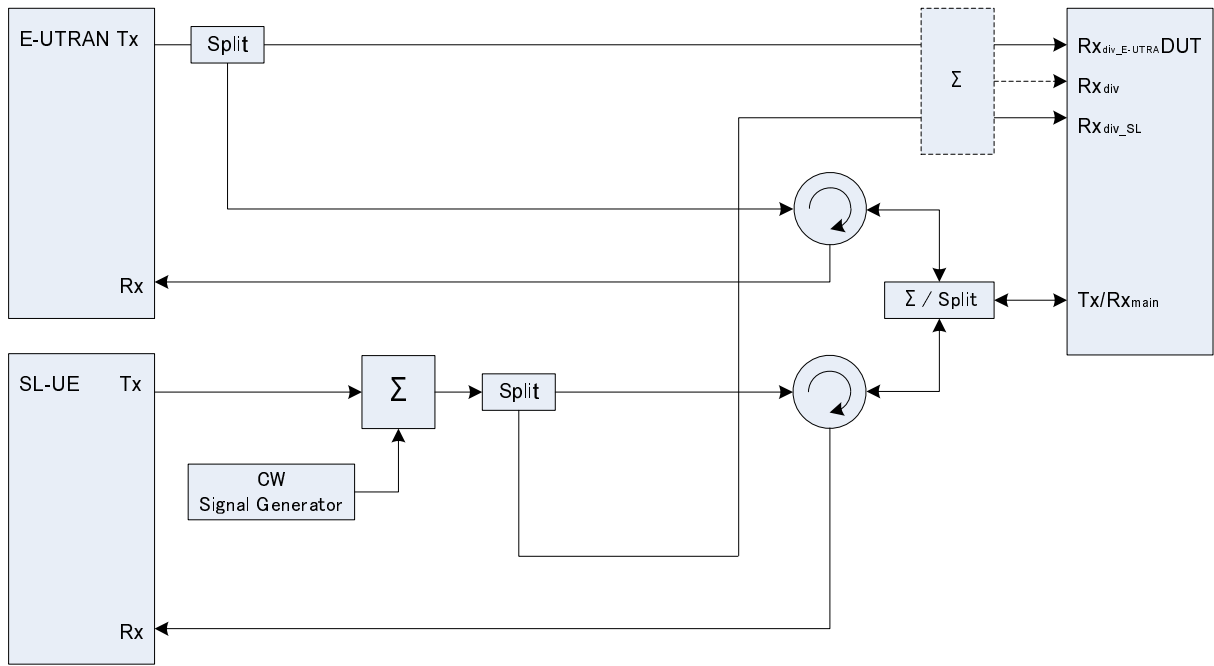 E-UTRAN Tx
Split
Σ
Rxdiv_E-UTRA DUT
Rxdiv
Rxdiv_SL
Rx
Σ / Split
Tx/Rxmain
SL-UE Tx
Σ
Split
CW
Signal Generator
Rx